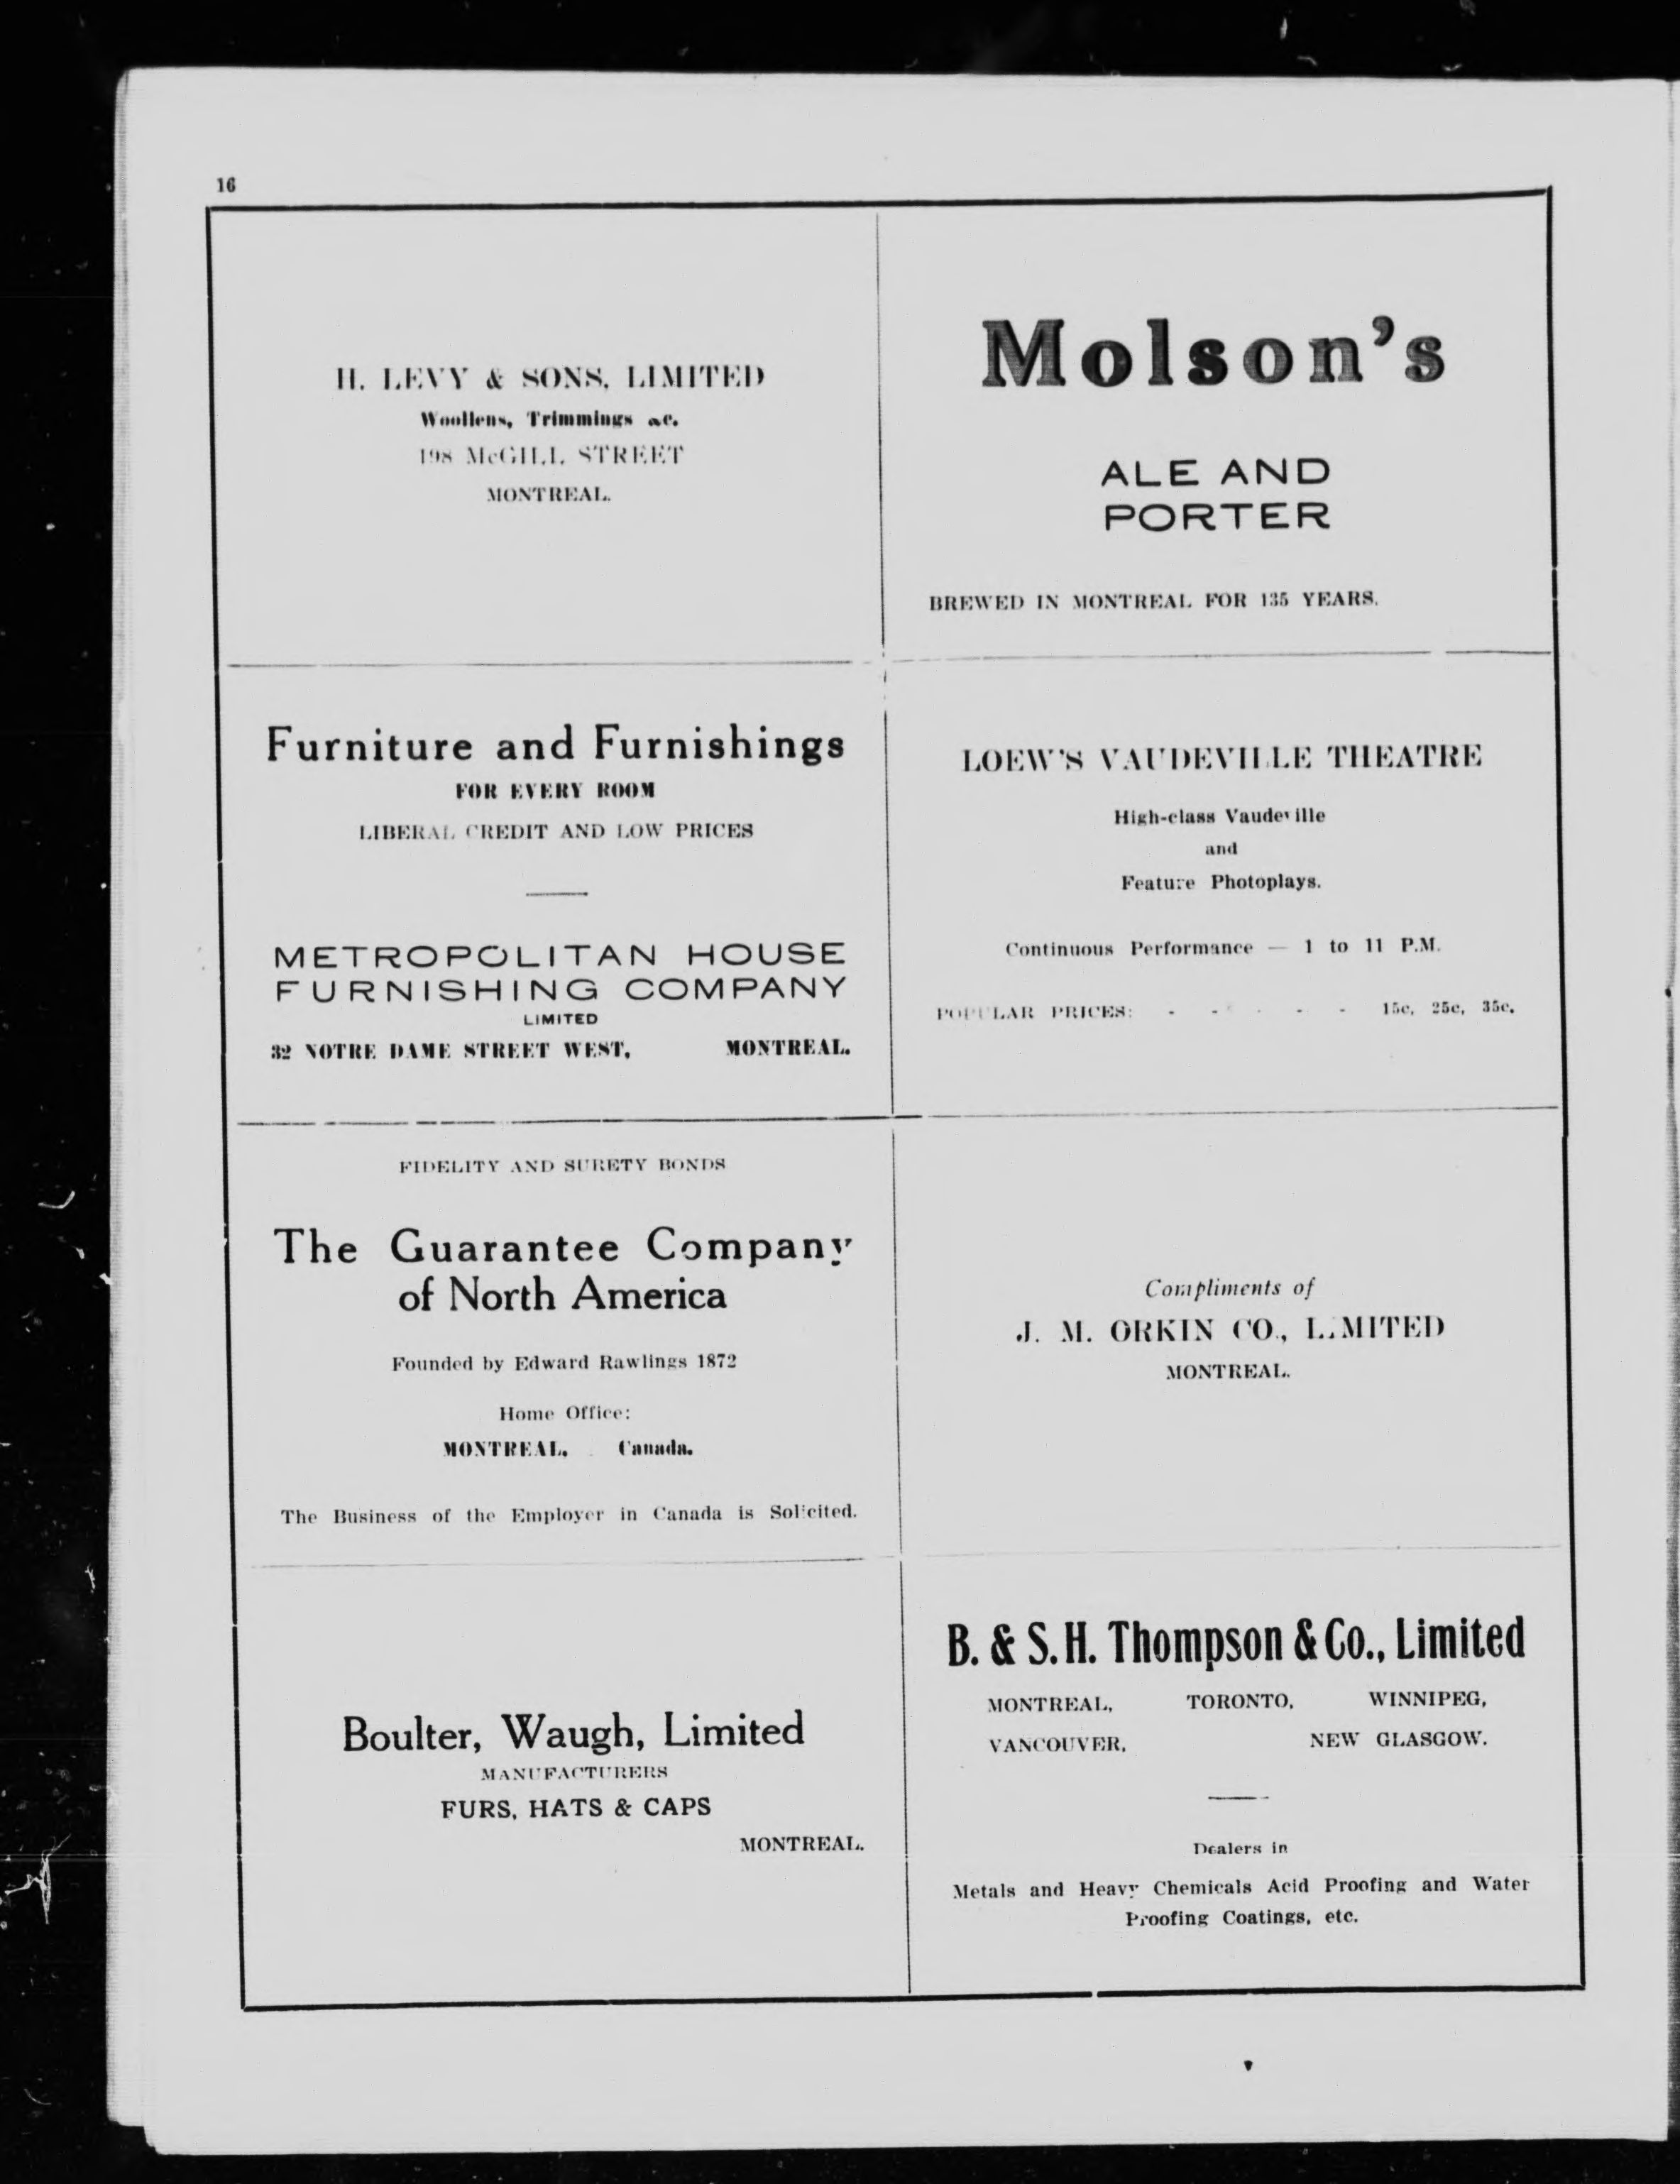 16
H. LEVY & SONS, LIMITED
Woollens, Trimmings &c.
198 McGILL STREET
MONTREAL.
Molson's
ALE AND
PORTER
BREWED IN MONTREAL FOR 135 YEARS.
Furniture and Furnishings
FOR EVERY ROOM
LIBERAL CREDIT AND LOW PRICES
METROPOLITAN HOUSE
FURNISHING COMPANY
LIMITED
32 NOTRE DAME STREET WEST, MONTREAL.
LOEW'S VAUDEVILLE THEATRE
High-class Vaudeville
and
Feature Photoplays.
Continuous Performance — 1 to 11 P.M.
POPULAR PRICES: - - - - - 15c, 25c, 35c.
FIDELITY AND SURETY BONDS
The Guarantee Company
of North America
Founded by Edward Rawlings 1872
Home Office:
MONTREAL, Canada.
The Business of the Employer in Canada is Solicited.
Compliments of
J. M. ORKIN CO., LIMITED
MONTREAL.
Boulter, Waugh, Limited
MANUFACTURERS
FURS, HATS & CAPS
MONTREAL.
B. & S. H. Thompson & Co., Limited
MONTREAL, TORONTO, WINNIPEG,
VANCOUVER, NEW GLASGOW.
Dealers in
Metals and Heavy Chemicals Acid Proofing and Water
Proofing Coatings, etc.